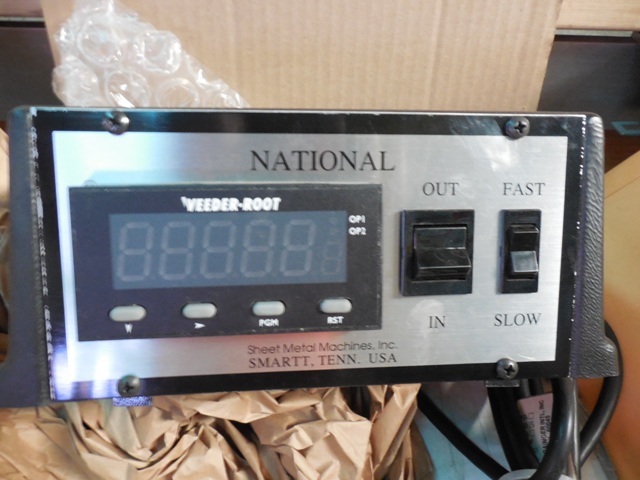 NATIONAL
VEEDER-ROOT
OP1
OP2
PGM
RST
OUT
IN
FAST
SLOW
Sheet Metal Machines, Inc.
SMARTT, TENN. USA